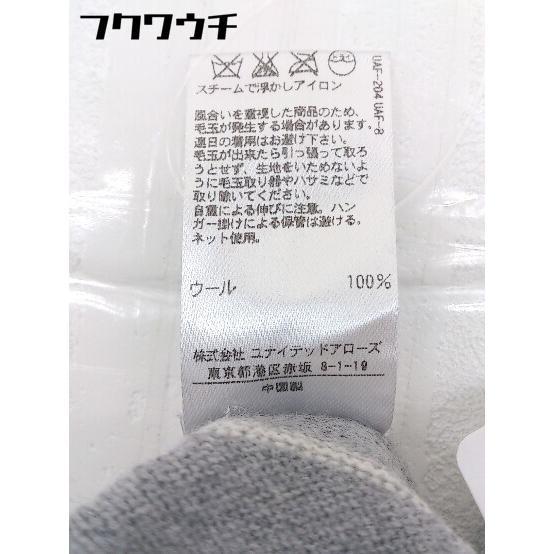 フクワウチ
UAF-204 UAF-8
スチームで浮かしアイロン
風合いを重視した商品のため、
毛玉が発生する場合があります。
連日の着用はお避け下さい。
毛玉が出来たら引っ張って取ろ
うとせず、生地をいためないよ
うに毛玉取り器やハサミなどで
取り除いてください。
自重による伸びに注意。ハン
ガー掛けによる保管は避ける。
ネット使用。
ウール 100%
株式会社 ユナイテッドアローズ
東京都港区赤坂 8-1-19
中国製